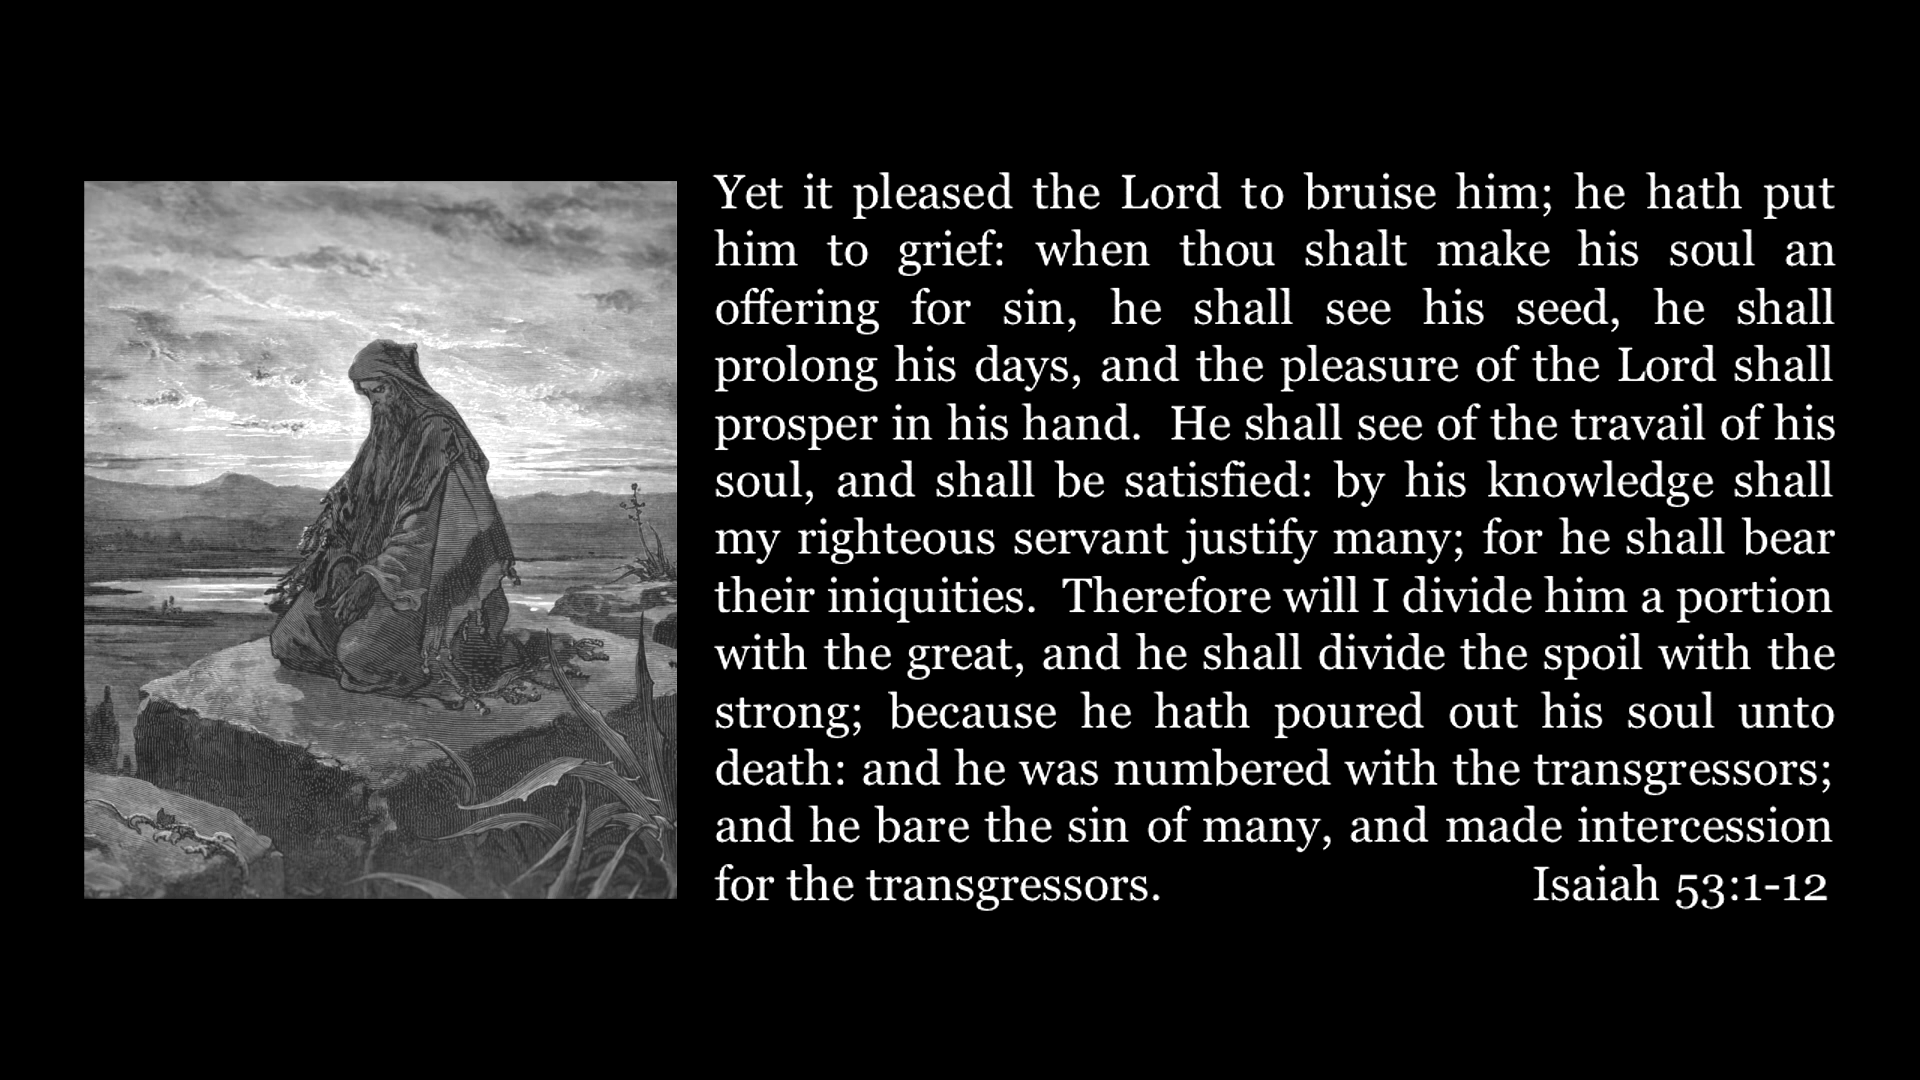 Yet it pleased the Lord to bruise him; he hath put
him to grief: when thou shalt make his soul an
offering for sin, he shall see his seed, he shall
prolong his days, and the pleasure of the Lord shall
prosper in his hand.  He shall see of the travail of his
soul, and shall be satisfied: by his knowledge shall
my righteous servant justify many; for he shall bear
their iniquities.  Therefore will I divide him a portion
with the great, and he shall divide the spoil with the
strong; because he hath poured out his soul unto
death: and he was numbered with the transgressors;
and he bare the sin of many, and made intercession
for the transgressors. Isaiah 53:1-12